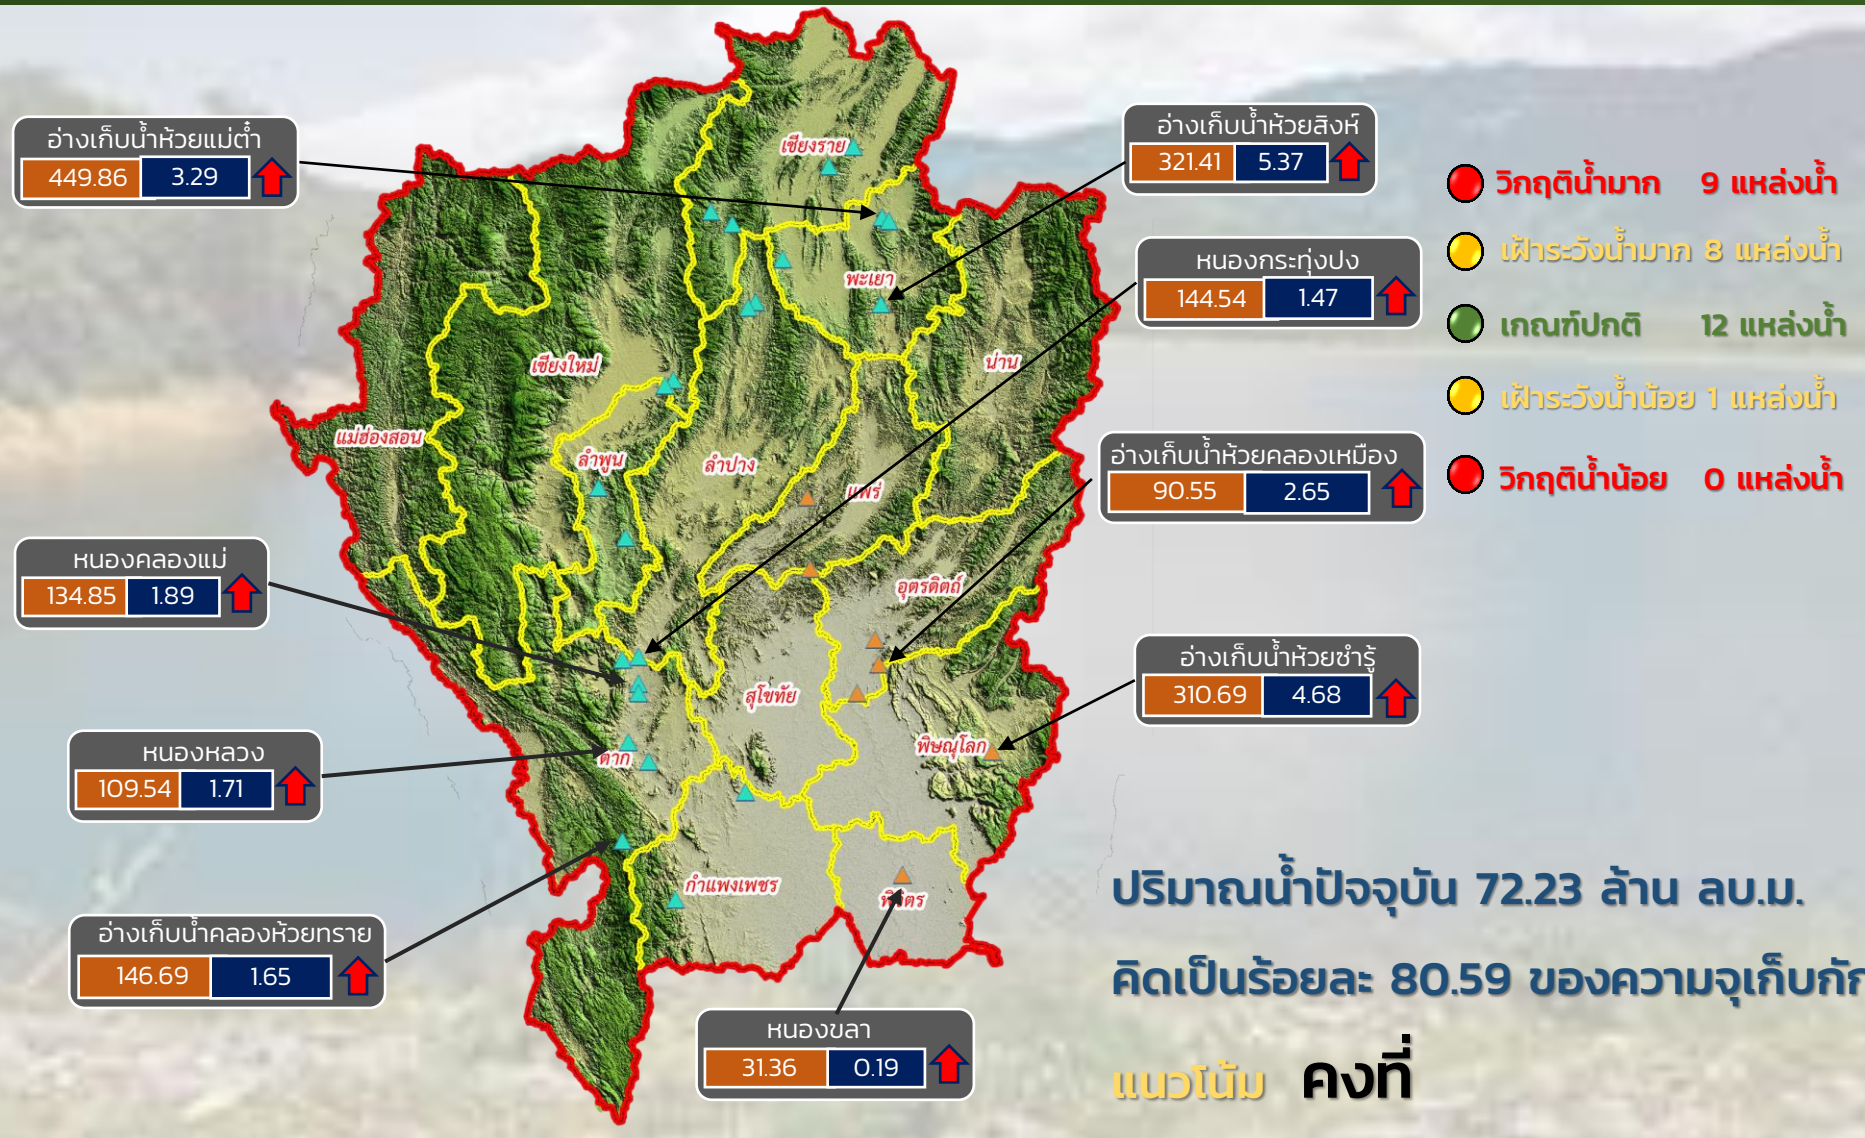 อ่างเก็บน้ำห้วยแม่ต๋ำ
449.86 3.29
อ่างเก็บน้ำห้วยสิงห์
321.41 5.37
หนองกระทุ่งปง
144.54 1.47
อ่างเก็บน้ำห้วยคลองเหมือง
90.55 2.65
อ่างเก็บน้ำห้วยซำรู้
310.69 4.68
หนองคลองแม่
134.85 1.89
หนองหลวง
109.54 1.71
อ่างเก็บน้ำคลองห้วยทราย
146.69 1.65
หนองขลา
31.36 0.19
เชียงราย
พะเยา
น่าน
เชียงใหม่
แม่ฮ่องสอน
ลำพูน
ลำปาง
แพร่
อุตรดิตถ์
สุโขทัย
พิษณุโลก
ตาก
กำแพงเพชร
วิกฤติน้ำมาก 9 แหล่งน้ำ
เฝ้าระวังน้ำมาก 8 แหล่งน้ำ
เกณฑ์ปกติ 12 แหล่งน้ำ
เฝ้าระวังน้ำน้อย 1 แหล่งน้ำ
วิกฤติน้ำน้อย 0 แหล่งน้ำ
ปริมาณน้ำปัจจุบัน 72.23 ล้าน ลบ.ม.
คิดเป็นร้อยละ 80.59 ของความจุเก็บกัก
แนวโน้ม คงที่